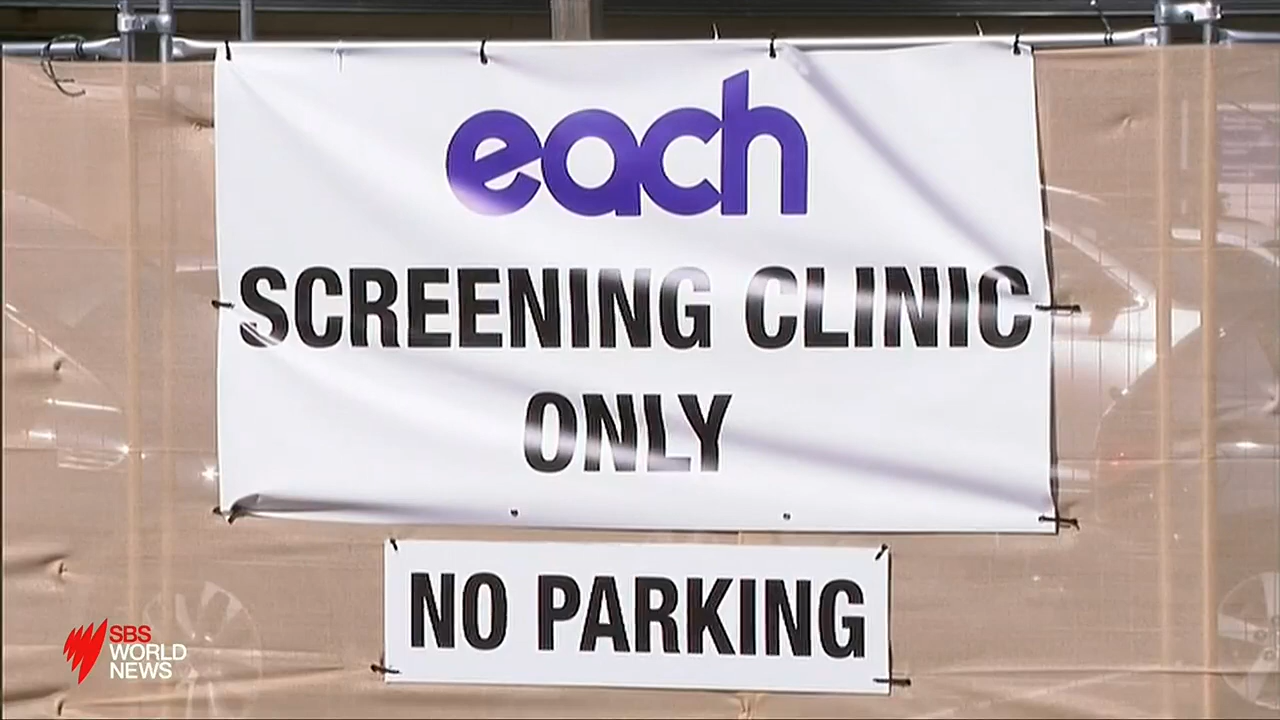 each
SCREENING CLINIC
ONLY
NO PARKING
SBS
WORLD
NEWS